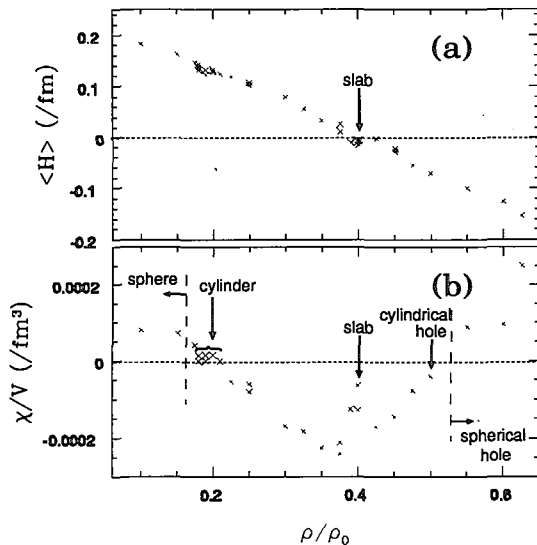 (a)
<H> (/fm)
0.2
0.1
0
-0.1
-0.2
slab
(b)
χ/V (/fm³)
0.0002
0
-0.0002
sphere
cylinder
slab
cylindrical
hole
spherical
hole
0.2
0.4
0.6
ρ/ρ₀